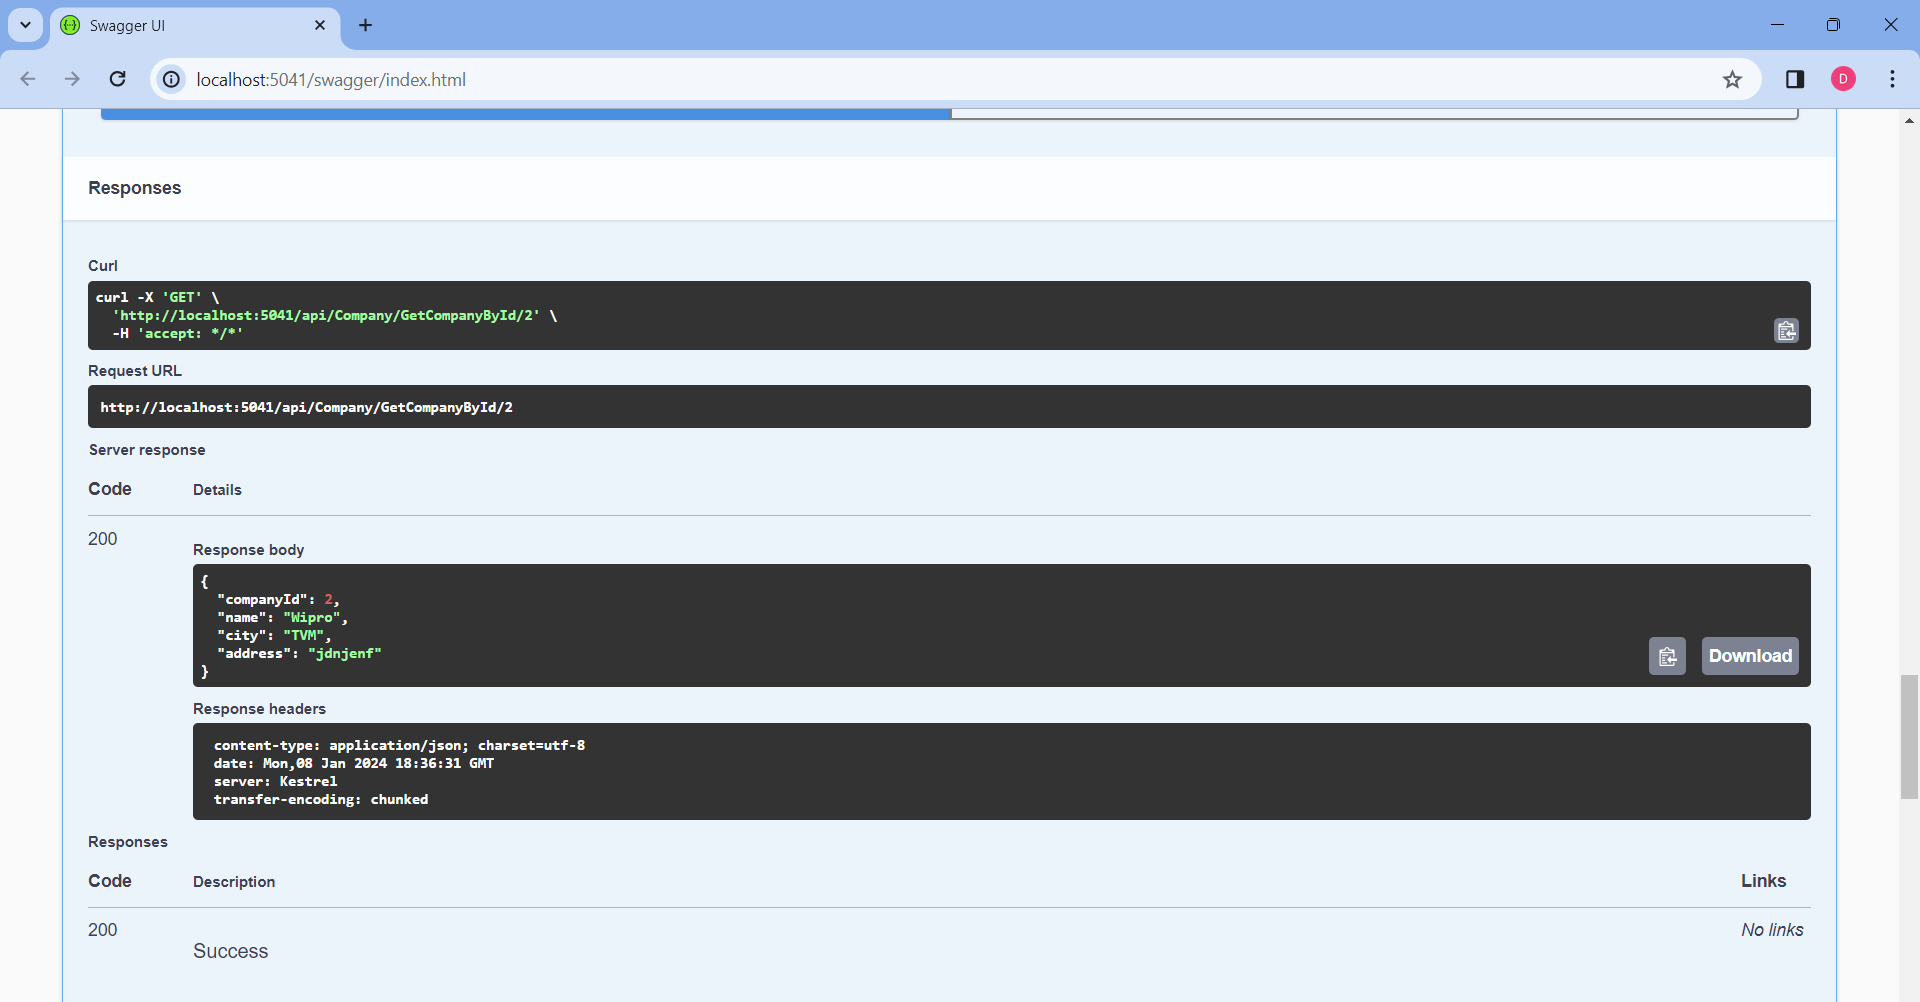 Swagger UI
localhost:5041/swagger/index.html
D
Responses
Curl
curl -X 'GET' \
  'http://localhost:5041/api/Company/GetCompanyById/2' \
  -H 'accept: */*'
Request URL
http://localhost:5041/api/Company/GetCompanyById/2
Server response
Code Details
200
Response body
{
  "companyId": 2,
  "name": "Wipro",
  "city": "TVM",
  "address": "jdnjenf"
}
Download
Response headers
content-type: application/json; charset=utf-8
date: Mon,08 Jan 2024 18:36:31 GMT
server: Kestrel
transfer-encoding: chunked
Responses
Code Description Links
200 No links
Success